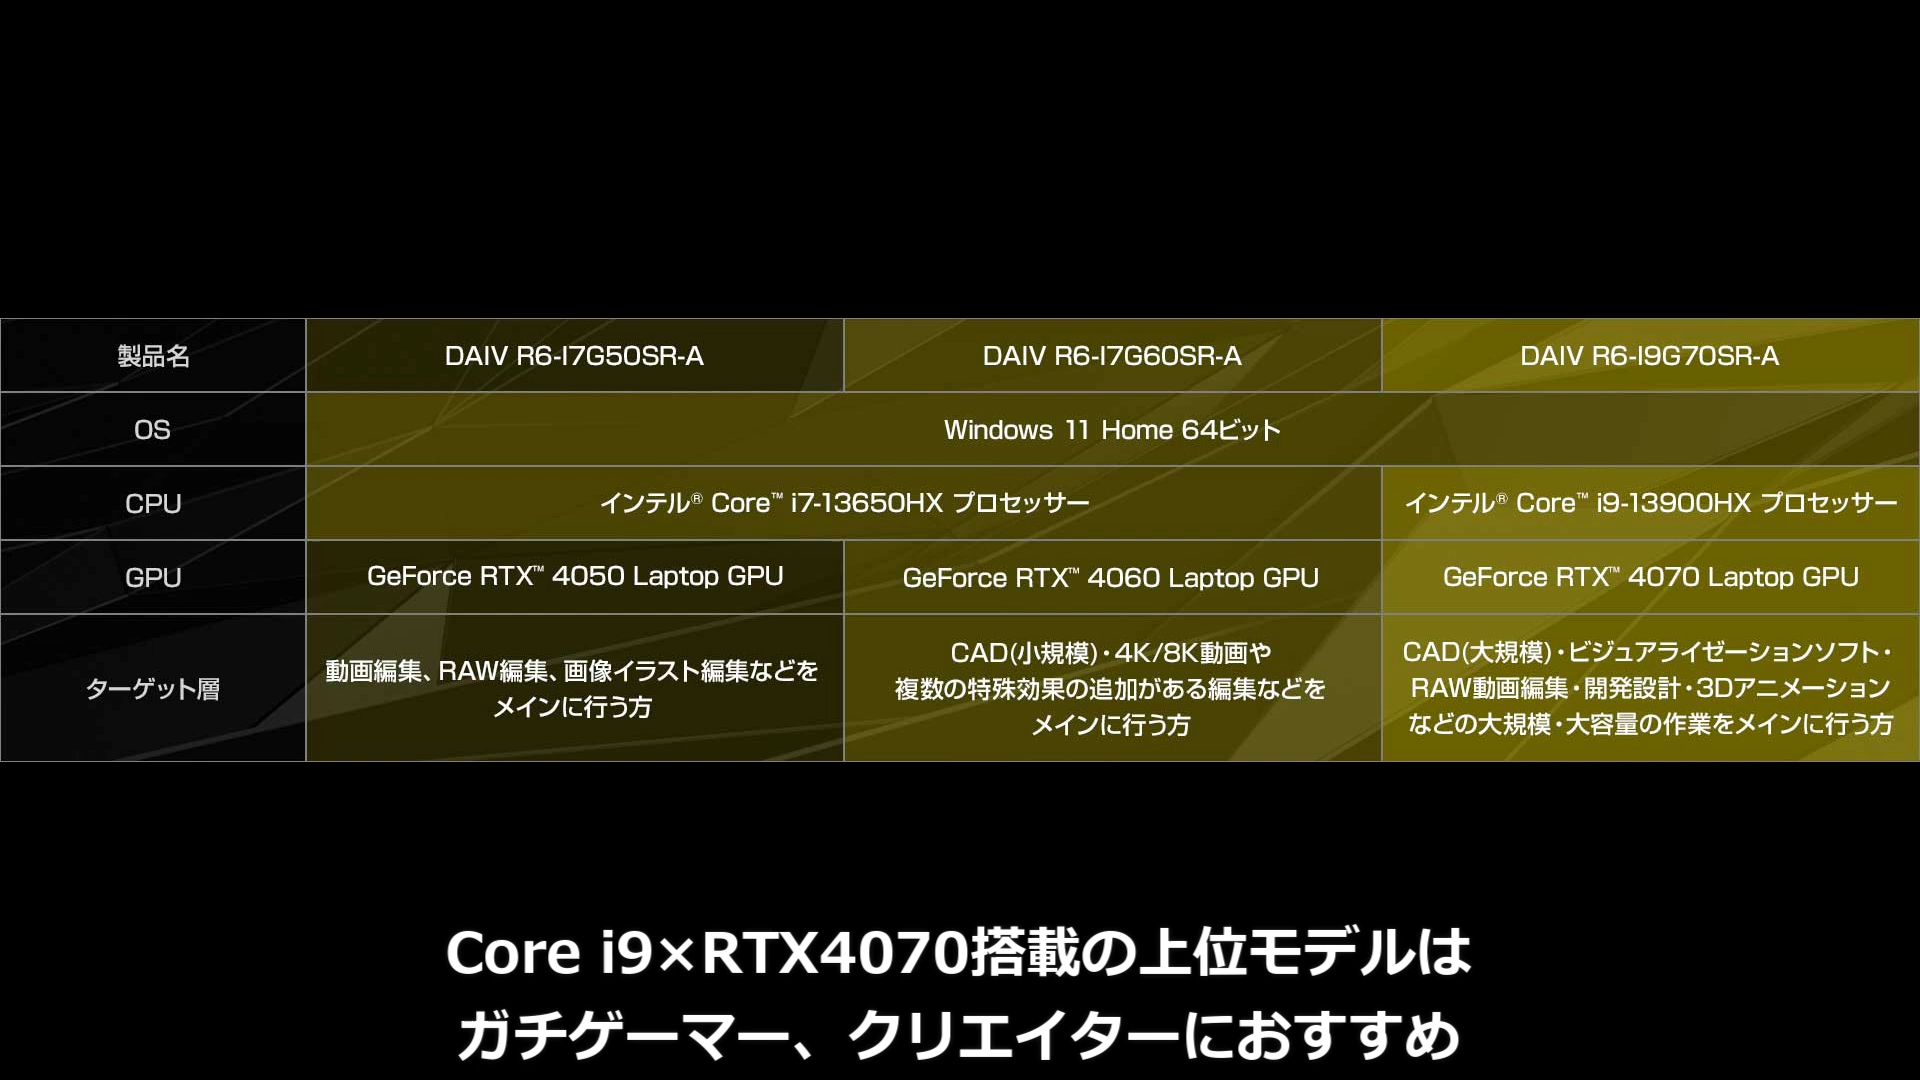 製品名 DAIV R6-I7G50SR-A DAIV R6-I7G60SR-A DAIV R6-I9G70SR-A
OS Windows 11 Home 64ビット
CPU インテル® Core™ i7-13650HX プロセッサー インテル® Core™ i9-13900HX プロセッサー
GPU GeForce RTX™ 4050 Laptop GPU GeForce RTX™ 4060 Laptop GPU GeForce RTX™ 4070 Laptop GPU
ターゲット層
動画編集、RAW編集、画像イラスト編集などを
メインに行う方
CAD(小規模)・4K/8K動画や
複数の特殊効果の追加がある編集などを
メインに行う方
CAD(大規模)・ビジュアライゼーションソフト・
RAW動画編集・開発設計・3Dアニメーション
などの大規模・大容量の作業をメインに行う方
Core i9×RTX4070搭載の上位モデルは
ガチゲーマー、クリエイターにおすすめ